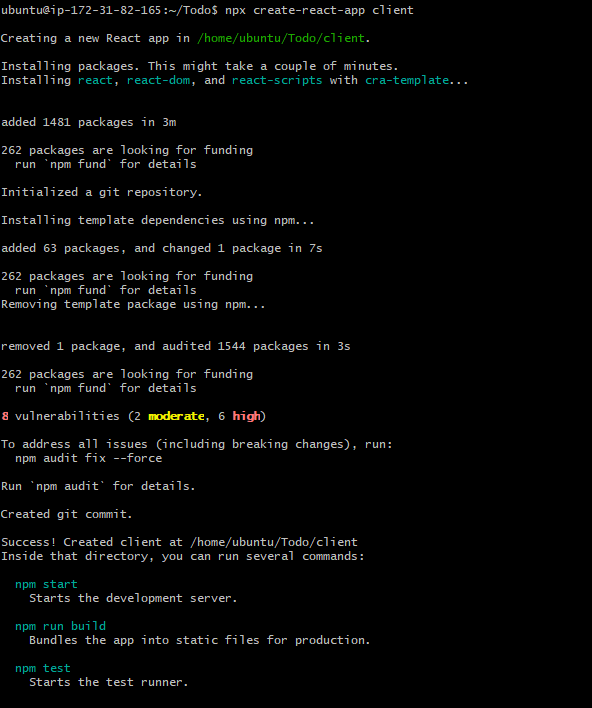 ubuntu@ip-172-31-82-165:~/Todo$ npx create-react-app client
Creating a new React app in /home/ubuntu/Todo/client.
Installing packages. This might take a couple of minutes.
Installing react, react-dom, and react-scripts with cra-template...
added 1481 packages in 3m
262 packages are looking for funding
  run `npm fund` for details
Initialized a git repository.
Installing template dependencies using npm...
added 63 packages, and changed 1 package in 7s
262 packages are looking for funding
  run `npm fund` for details
Removing template package using npm...
removed 1 package, and audited 1544 packages in 3s
262 packages are looking for funding
  run `npm fund` for details
8 vulnerabilities (2 moderate, 6 high)
To address all issues (including breaking changes), run:
  npm audit fix --force
Run `npm audit` for details.
Created git commit.
Success! Created client at /home/ubuntu/Todo/client
Inside that directory, you can run several commands:
  npm start
    Starts the development server.
  npm run build
    Bundles the app into static files for production.
  npm test
    Starts the test runner.